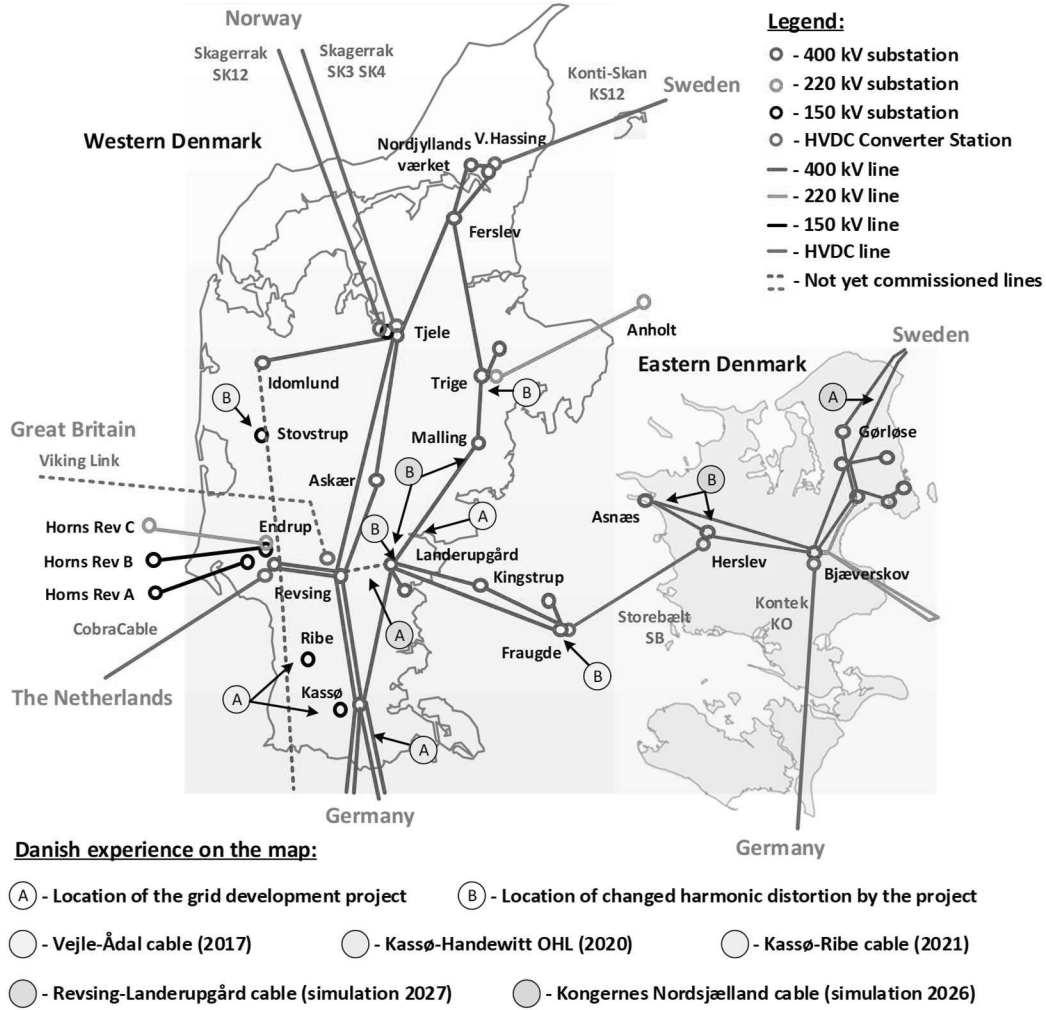 Norway
Skagerrak
SK12
Skagerrak
SK3 SK4
Konti-Skan
KS12
Sweden
Legend:
- 400 kV substation
- 220 kV substation
- 150 kV substation
- HVDC Converter Station
- 400 kV line
- 220 kV line
- 150 kV line
- HVDC line
- Not yet commissioned lines
Western Denmark
Nordjyllands
værket
V.Hassing
Ferslev
Tjele
Anholt
Trige
B
Idomlund
B
Stovstrup
Malling
Great Britain
Viking Link
Askær
B
A
B
Horns Rev C
Endrup
Horns Rev B
Landerupgård
Horns Rev A
Revsing
Kingstrup
CobraCable
A
Ribe
Fraugde
B
The Netherlands
A
Kassø
A
Germany
Eastern Denmark
Sweden
A
Gørløse
B
Asnæs
Herslev
Bjæverskov
Storebælt
SB
Kontek
KO
Germany
Danish experience on the map:
A - Location of the grid development project
B - Location of changed harmonic distortion by the project
- Vejle-Ådal cable (2017)
- Kassø-Handewitt OHL (2020)
- Kassø-Ribe cable (2021)
- Revsing-Landerupgård cable (simulation 2027)
- Kongernes Nordsjælland cable (simulation 2026)